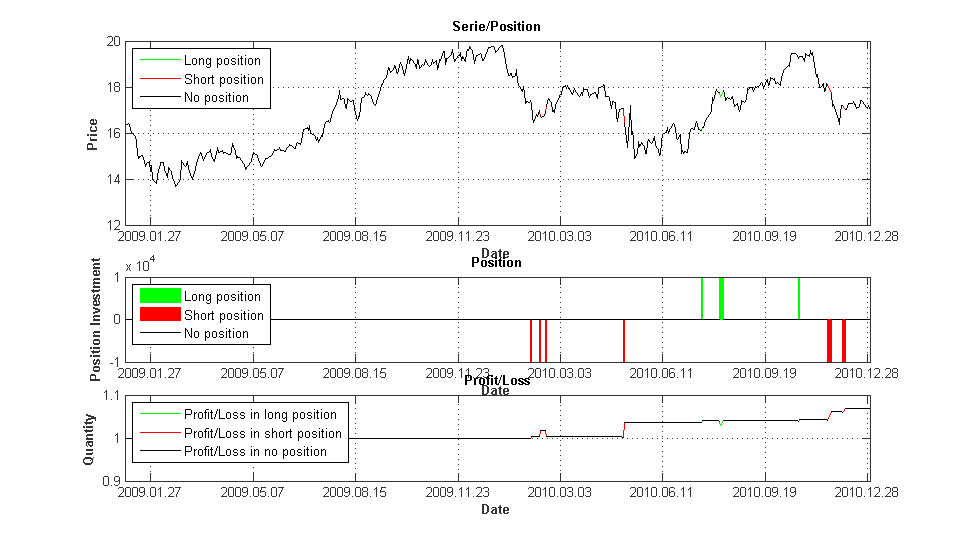 Serie/Position
20
18
16
14
12
Price
Long position
Short position
No position
2009.01.27 2009.05.07 2009.08.15 2009.11.23 2010.03.03 2010.06.11 2010.09.19 2010.12.28
Date
Position
x 10^4
1
0
-1
Position Investment
Long position
Short position
No position
2009.01.27 2009.05.07 2009.08.15 2009.11.23 2010.03.03 2010.06.11 2010.09.19 2010.12.28
Date
Profit/Loss
1.1
1
0.9
Quantity
Profit/Loss in long position
Profit/Loss in short position
Profit/Loss in no position
2009.01.27 2009.05.07 2009.08.15 2009.11.23 2010.03.03 2010.06.11 2010.09.19 2010.12.28
Date